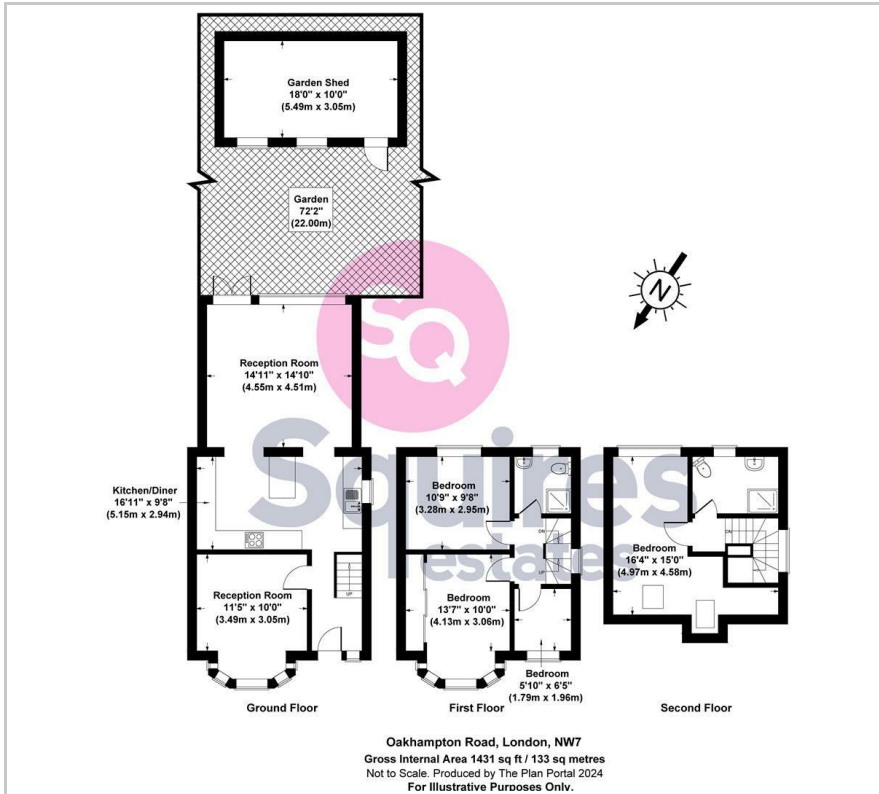 Garden Shed
18'0" x 10'0"
(5.49m x 3.05m)
Garden
72'2"
(22.00m)
N
SQ
Squires
estates
Reception Room
14'11" x 14'10"
(4.55m x 4.51m)
Kitchen/Diner
16'11" x 9'8"
(5.15m x 2.94m)
Reception Room
11'5" x 10'0"
(3.49m x 3.05m)
UP
Ground Floor
Bedroom
10'9" x 9'8"
(3.28m x 2.95m)
DN
UP
Bedroom
13'7" x 10'0"
(4.13m x 3.06m)
Bedroom
5'10" x 6'5"
(1.79m x 1.96m)
First Floor
DN
Bedroom
16'4" x 15'0"
(4.97m x 4.58m)
Second Floor
Oakhampton Road, London, NW7
Gross Internal Area 1431 sq ft / 133 sq metres
Not to Scale. Produced by The Plan Portal 2024
For Illustrative Purposes Only.